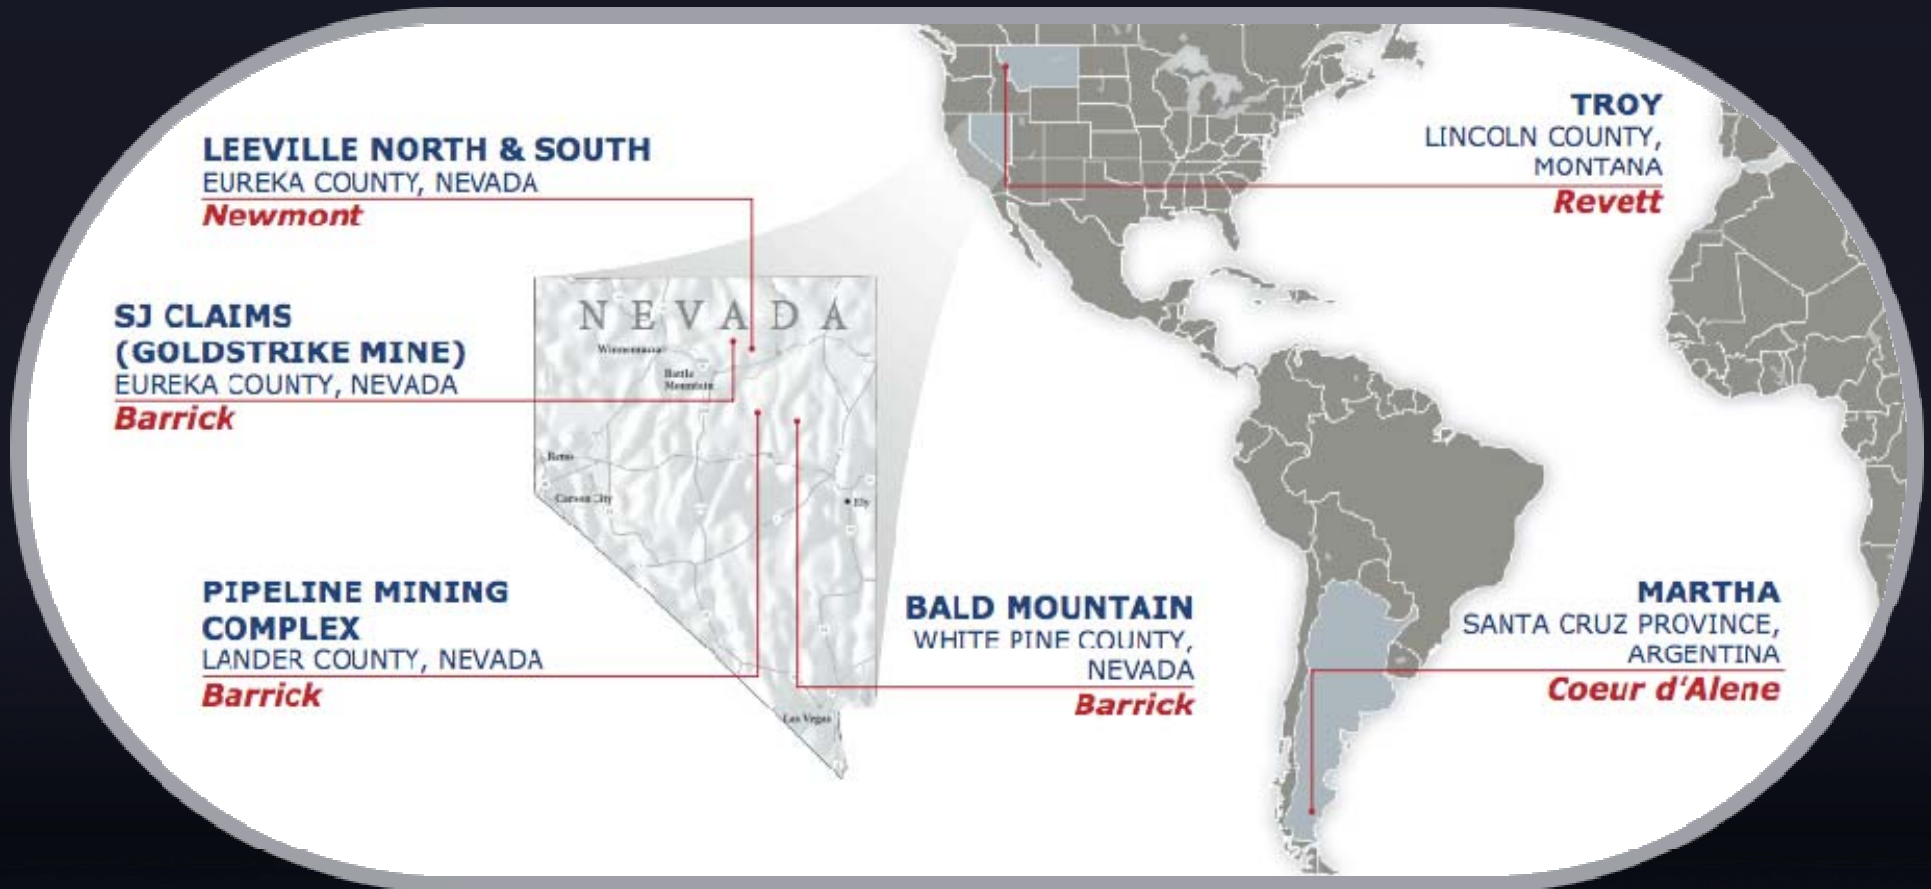 LEEVILLE NORTH & SOUTH
EUREKA COUNTY, NEVADA
Newmont
SJ CLAIMS
(GOLDSTRIKE MINE)
EUREKA COUNTY, NEVADA
Barrick
PIPELINE MINING
COMPLEX
LANDER COUNTY, NEVADA
Barrick
NEVADA
Winnemucca
Battle
Mountain
Reno
Carson City
Ely
Las Vegas
BALD MOUNTAIN
WHITE PINE COUNTY,
NEVADA
Barrick
TROY
LINCOLN COUNTY,
MONTANA
Revett
MARTHA
SANTA CRUZ PROVINCE,
ARGENTINA
Coeur d‘Alene